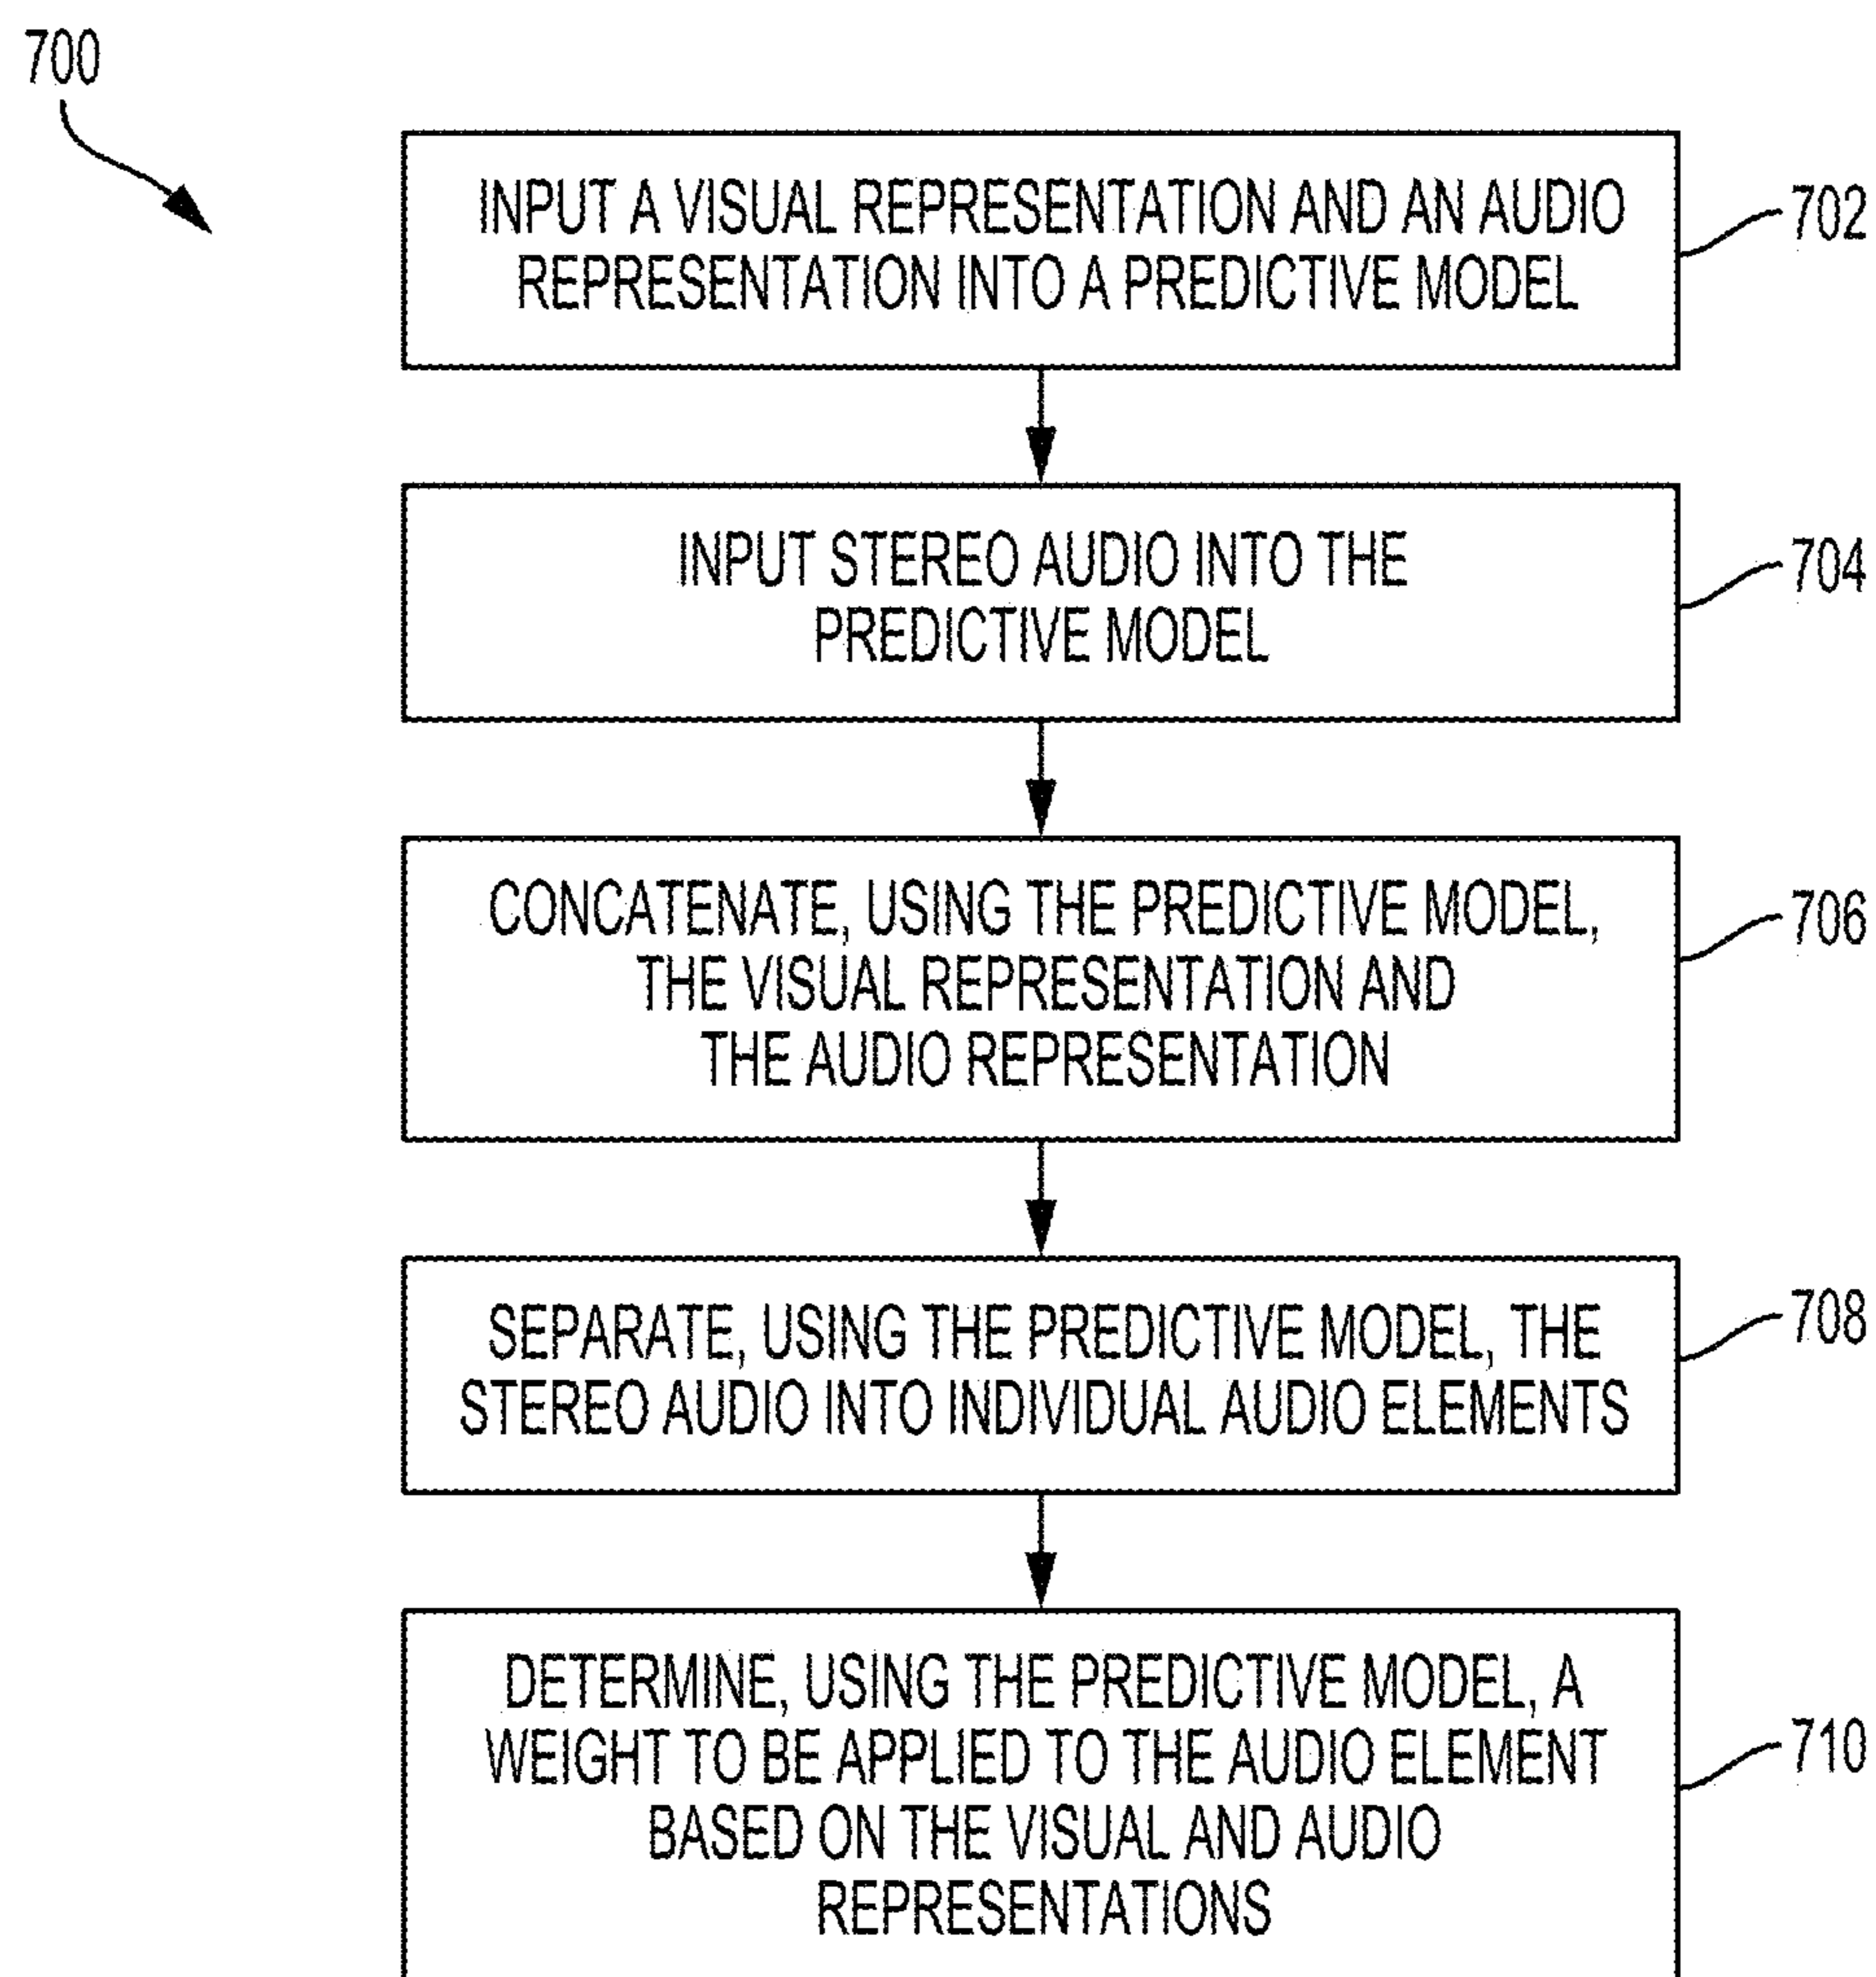 700
INPUT A VISUAL REPRESENTATION AND AN AUDIO
REPRESENTATION INTO A PREDICTIVE MODEL
702
INPUT STEREO AUDIO INTO THE
PREDICTIVE MODEL
704
CONCATENATE, USING THE PREDICTIVE MODEL,
THE VISUAL REPRESENTATION AND
THE AUDIO REPRESENTATION
706
SEPARATE, USING THE PREDICTIVE MODEL, THE
STEREO AUDIO INTO INDIVIDUAL AUDIO ELEMENTS
708
DETERMINE, USING THE PREDICTIVE MODEL, A
WEIGHT TO BE APPLIED TO THE AUDIO ELEMENT
BASED ON THE VISUAL AND AUDIO
REPRESENTATIONS
710